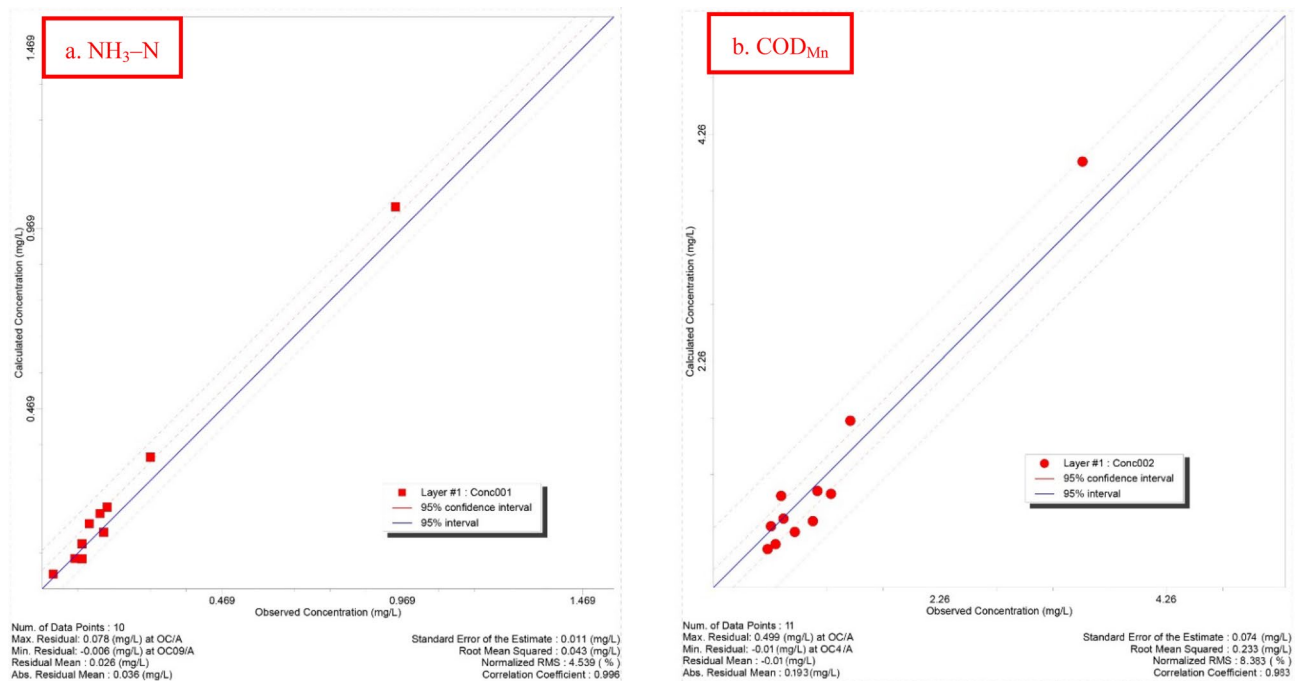 a. NH3–N
1.469
0.969
0.469
Calculated Concentration (mg/L)
Layer #1 : Conc001
95% confidence interval
95% interval
0.469
0.969
1.469
Observed Concentration (mg/L)
Num. of Data Points : 10
Max. Residual: 0.078 (mg/L) at OC/A
Min. Residual: -0.006 (mg/L) at OC09/A
Residual Mean : 0.026 (mg/L)
Abs. Residual Mean : 0.036 (mg/L)
Standard Error of the Estimate : 0.011 (mg/L)
Root Mean Squared : 0.043 (mg/L)
Normalized RMS : 4.539 ( % )
Correlation Coefficient : 0.996
b. CODMn
4.26
2.26
Calculated Concentration (mg/L)
Layer #1 : Conc002
95% confidence interval
95% interval
2.26
4.26
Observed Concentration (mg/L)
Num. of Data Points : 11
Max. Residual: 0.499 (mg/L) at OC/A
Min. Residual: -0.01 (mg/L) at OC4/A
Residual Mean : -0.01 (mg/L)
Abs. Residual Mean : 0.193 (mg/L)
Standard Error of the Estimate : 0.074 (mg/L)
Root Mean Squared : 0.233 (mg/L)
Normalized RMS : 8.383 ( % )
Correlation Coefficient : 0.983